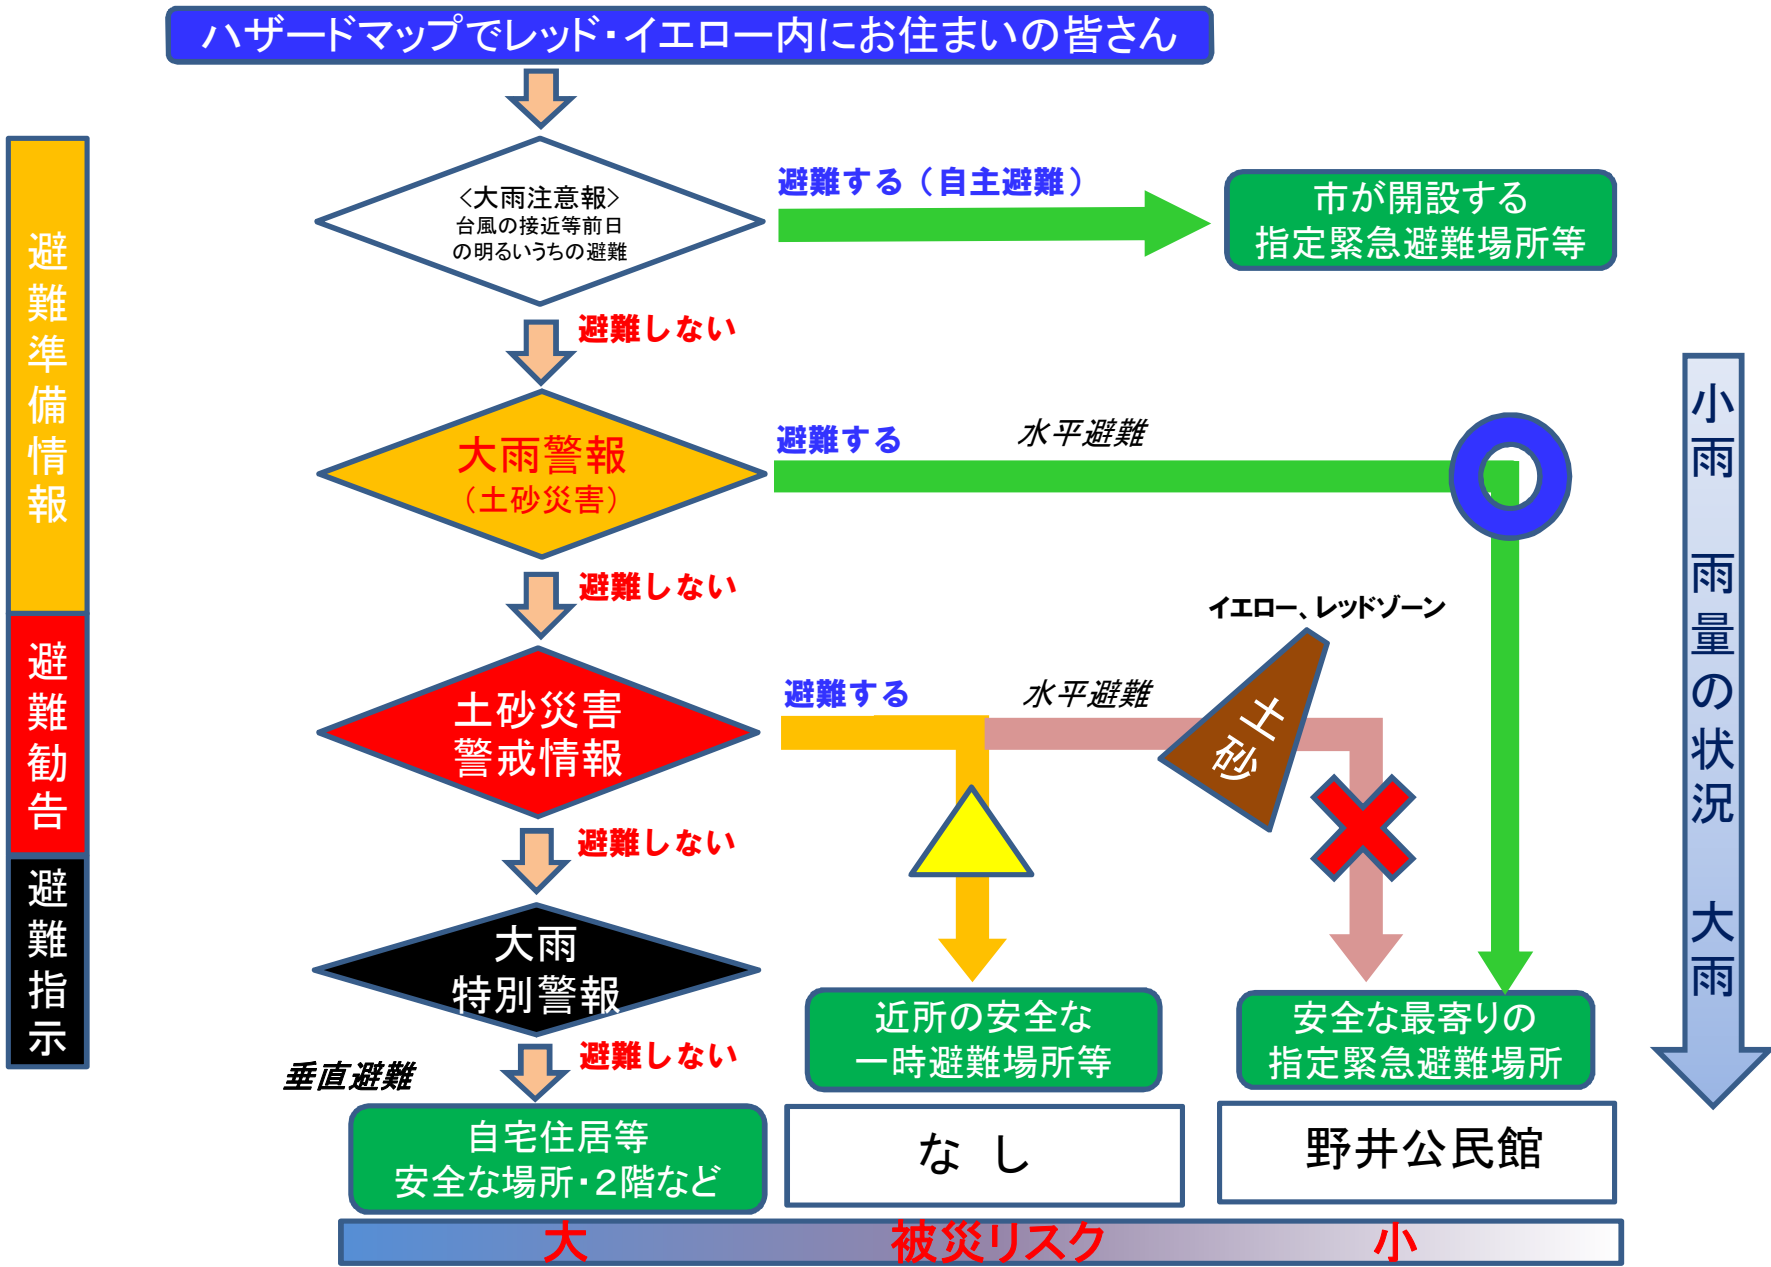 ハザードマップでレッド・イエロー内にお住まいの皆さん
避難準備情報
避難勧告
避難指示
<大雨注意報>
台風の接近等前日
の明るいうちの避難
避難する（自主避難）
市が開設する
指定緊急避難場所等
避難しない
大雨警報
（土砂災害）
避難する
水平避難
避難しない
イエロー、レッドゾーン
土砂災害
警戒情報
避難する
水平避難
土砂
避難しない
大雨
特別警報
避難しない
垂直避難
自宅住居等
安全な場所・２階など
近所の安全な
一時避難場所等
なし
安全な最寄りの
指定緊急避難場所
野井公民館
小雨　雨量の状況　大雨
大　被災リスク　小